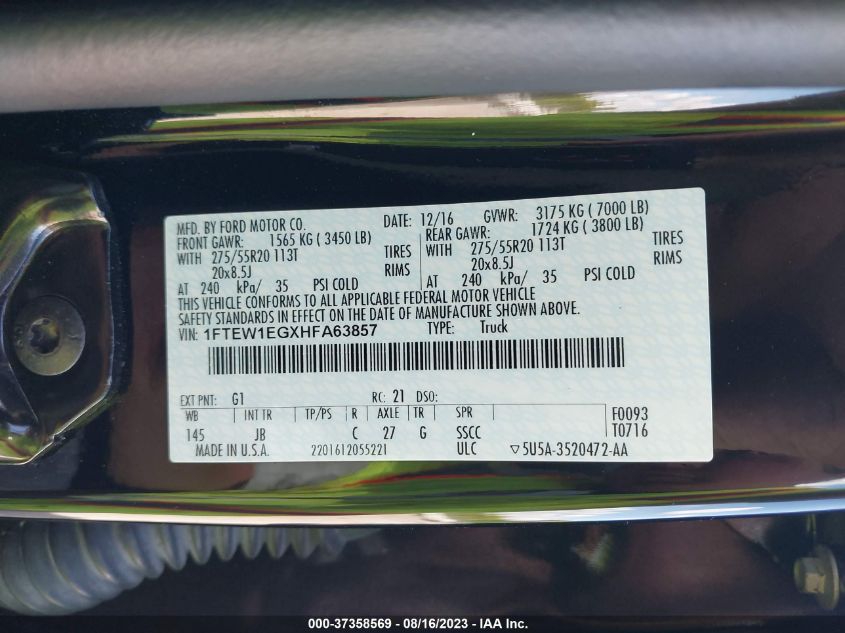 MFD. BY FORD MOTOR CO. DATE: 12/16 GVWR: 3175 KG ( 7000 LB)
FRONT GAWR: 1565 KG ( 3450 LB) REAR GAWR: 1724 KG ( 3800 LB)
WITH 275/55R20 113T TIRES WITH 275/55R20 113T TIRES
20x8.5J RIMS 20x8.5J RIMS
AT 240 kPa/ 35 PSI COLD AT 240 kPa/ 35 PSI COLD
THIS VEHICLE CONFORMS TO ALL APPLICABLE FEDERAL MOTOR VEHICLE
SAFETY STANDARDS IN EFFECT ON THE DATE OF MANUFACTURE SHOWN ABOVE.
VIN: 1FTEW1EGXHFA63857 TYPE: Truck
EXT PNT: G1 RC: 21 DSO:
WB INT TR TP/PS R AXLE TR SPR F0093
145 JB C 27 G SSCC T0716
MADE IN U.S.A. 2201612055221 ULC ▽5U5A-3520472-AA
000-37358569 - 08/16/2023 - IAA Inc.